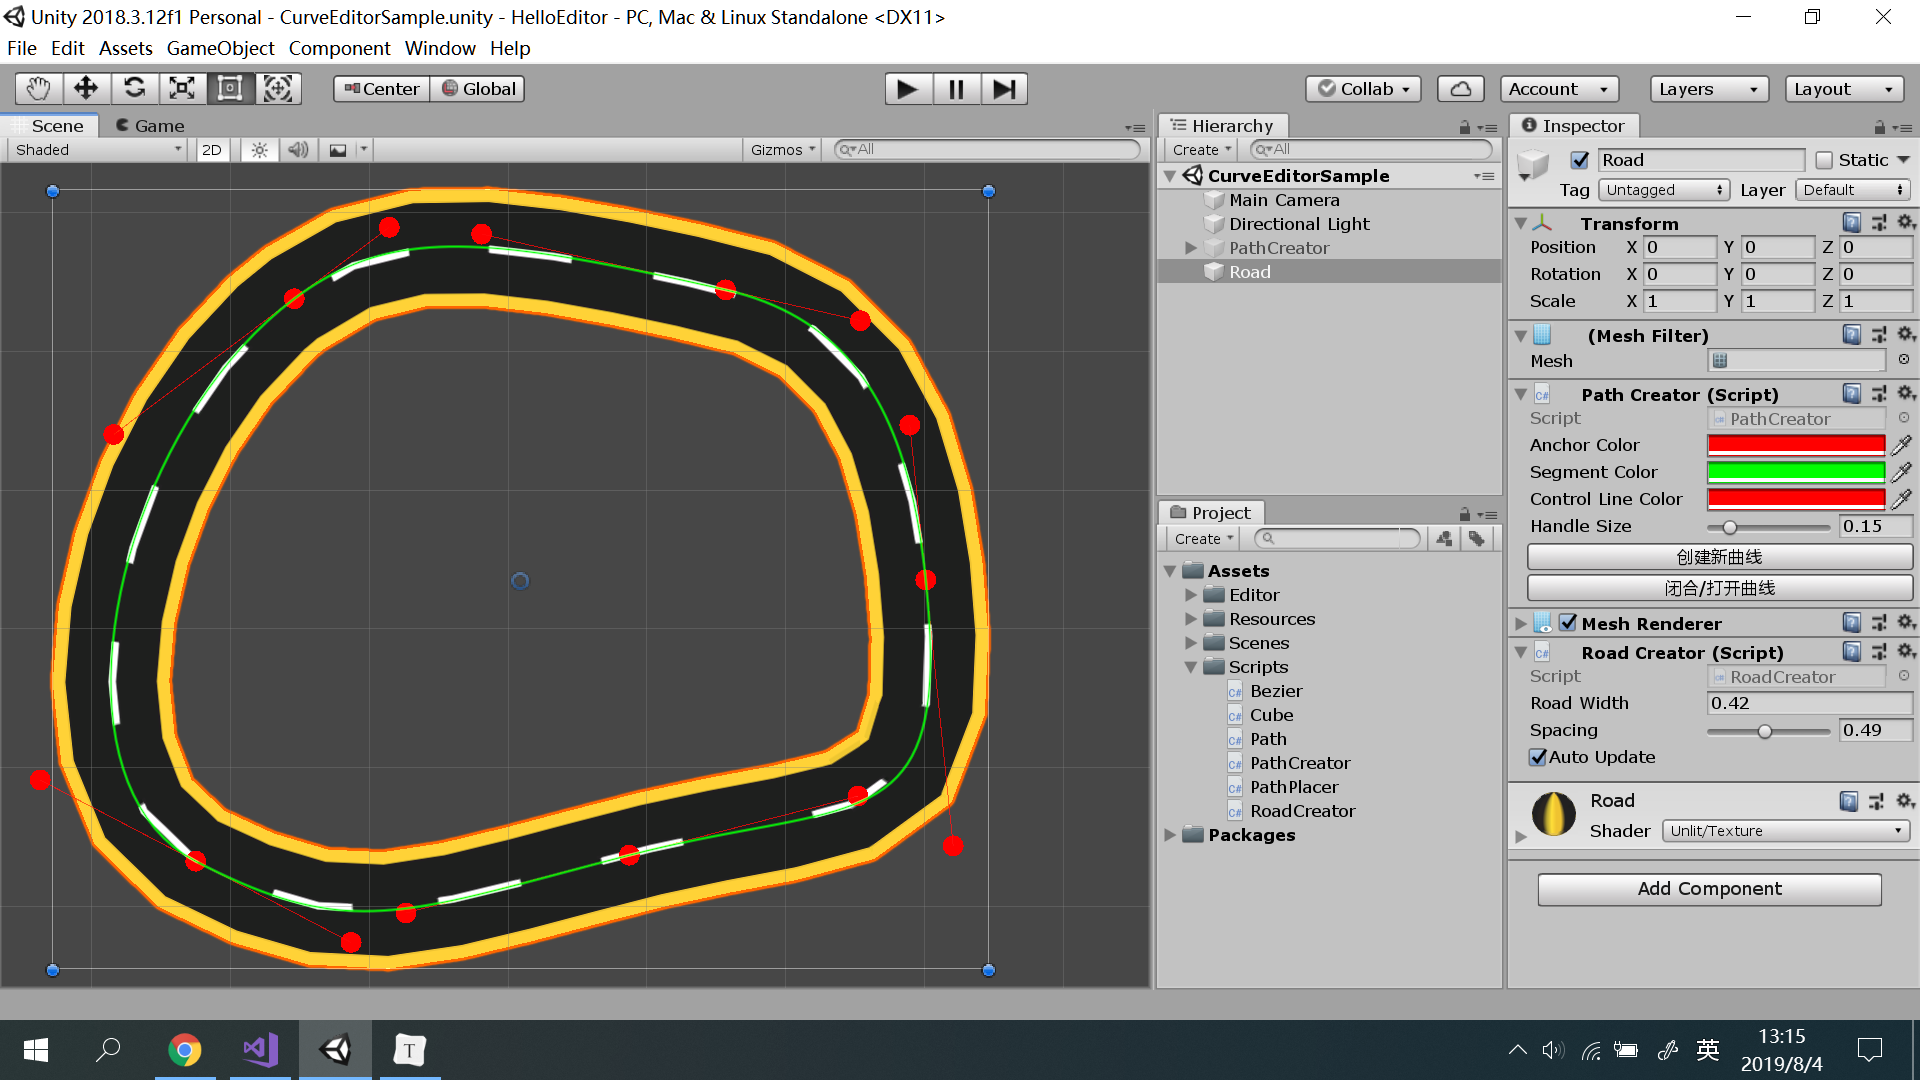 Unity 2018.3.12f1 Personal - CurveEditorSample.unity - HelloEditor - PC, Mac & Linux Standalone <DX11>
File Edit Assets GameObject Component Window Help
Center Global Collab Account Layers Layout
Scene Game
Shaded 2D Gizmos All
Hierarchy
Create All
CurveEditorSample
Main Camera
Directional Light
PathCreator
Road
Project
Create
Assets
Editor
Resources
Scenes
Scripts
Bezier
Cube
Path
PathCreator
PathPlacer
RoadCreator
Packages
Inspector
Road Static
Tag Untagged Layer Default
Transform
Position X 0 Y 0 Z 0
Rotation X 0 Y 0 Z 0
Scale X 1 Y 1 Z 1
(Mesh Filter)
Mesh
C# Path Creator (Script)
Script PathCreator
Anchor Color
Segment Color
Control Line Color
Handle Size 0.15
创建新曲线
闭合/打开曲线
Mesh Renderer
C# Road Creator (Script)
Script RoadCreator
Road Width 0.42
Spacing 0.49
Auto Update
Road
Shader Unlit/Texture
Add Component
T
英
13:15
2019/8/4